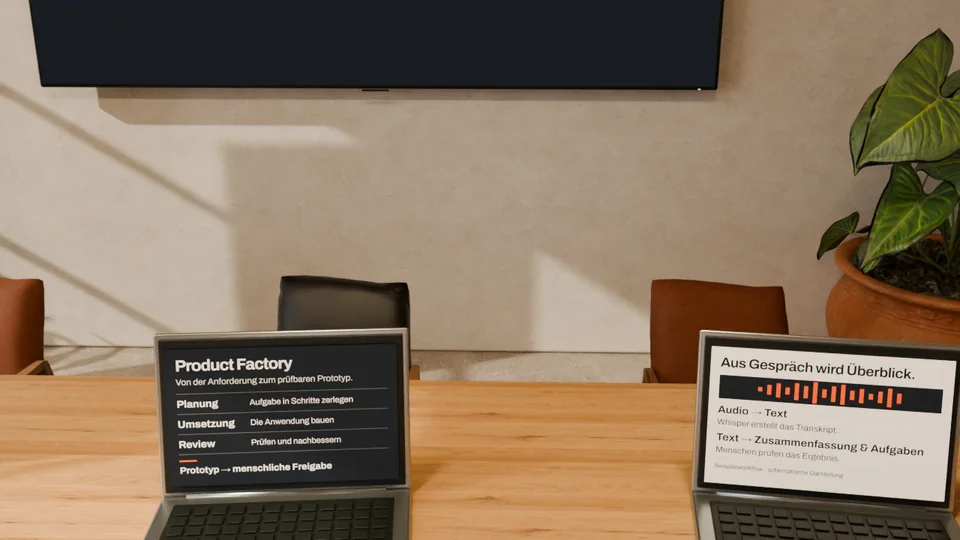 Product Factory
Von der Anforderung zum prüfbaren Prototyp.
Planung Aufgabe in Schritte zerlegen
Umsetzung Die Anwendung bauen
Review Prüfen und nachbessern
Prototyp → menschliche Freigabe
Aus Gespräch wird Überblick.
Audio → Text
Whisper erstellt das Transkript.
Text → Zusammenfassung & Aufgaben
Menschen prüfen das Ergebnis.
Beispielworkflow · schematische Darstellung